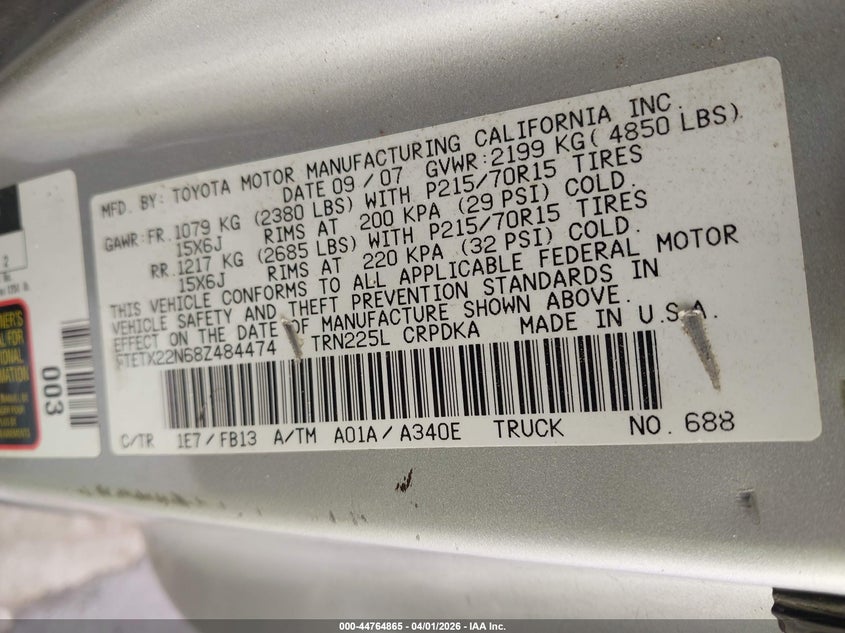 MFD. BY: TOYOTA MOTOR MANUFACTURING CALIFORNIA INC.
DATE 09 / 07 GVWR: 2199 KG ( 4850 LBS)
GAWR: FR. 1079 KG (2380 LBS) WITH P215/70R15 TIRES
15X6J RIMS AT 200 KPA (29 PSI) COLD.
RR. 1217 KG (2685 LBS) WITH P215/70R15 TIRES
15X6J RIMS AT 220 KPA (32 PSI) COLD.
THIS VEHICLE CONFORMS TO ALL APPLICABLE FEDERAL MOTOR
VEHICLE SAFETY AND THEFT PREVENTION STANDARDS IN
EFFECT ON THE DATE OF MANUFACTURE SHOWN ABOVE.
5TETX22N68Z484474 TRN225L CRPDKA MADE IN U.S.A.
C/TR 1E7 / FB13 A/TM A01A / A340E TRUCK NO. 688
003
000-44764865 | 04/01/2026 | IAA Inc.